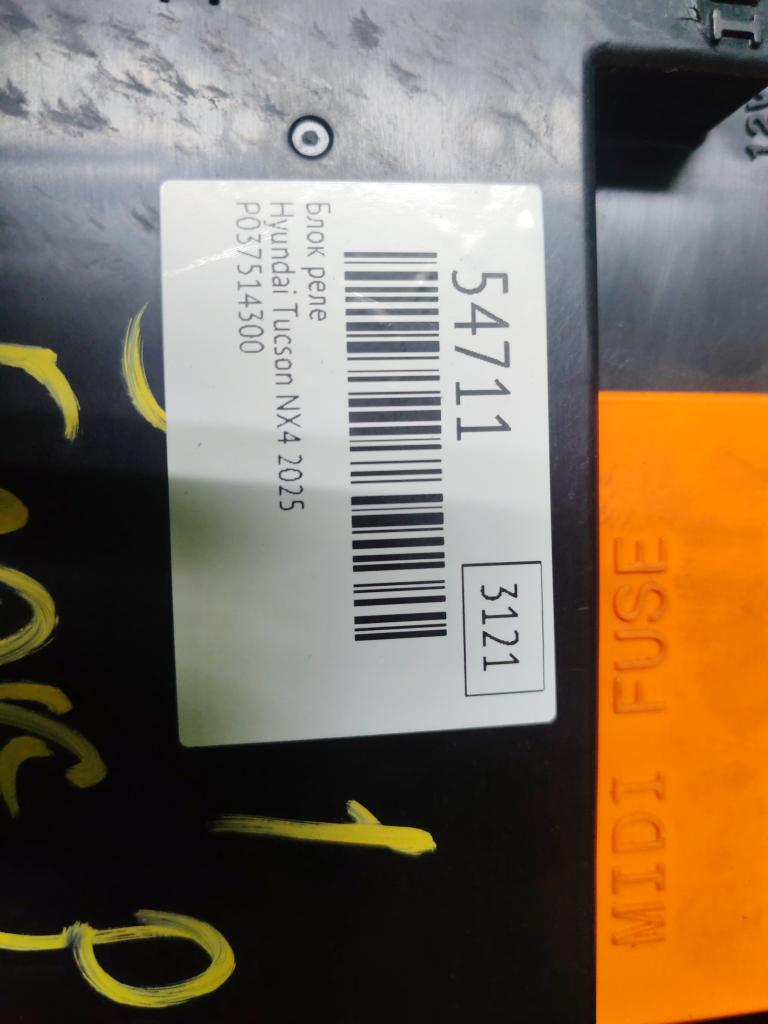 54711
3121
Блок реле
Hyundai Tucson NX4 2025
P037514300
MIDI FUSE